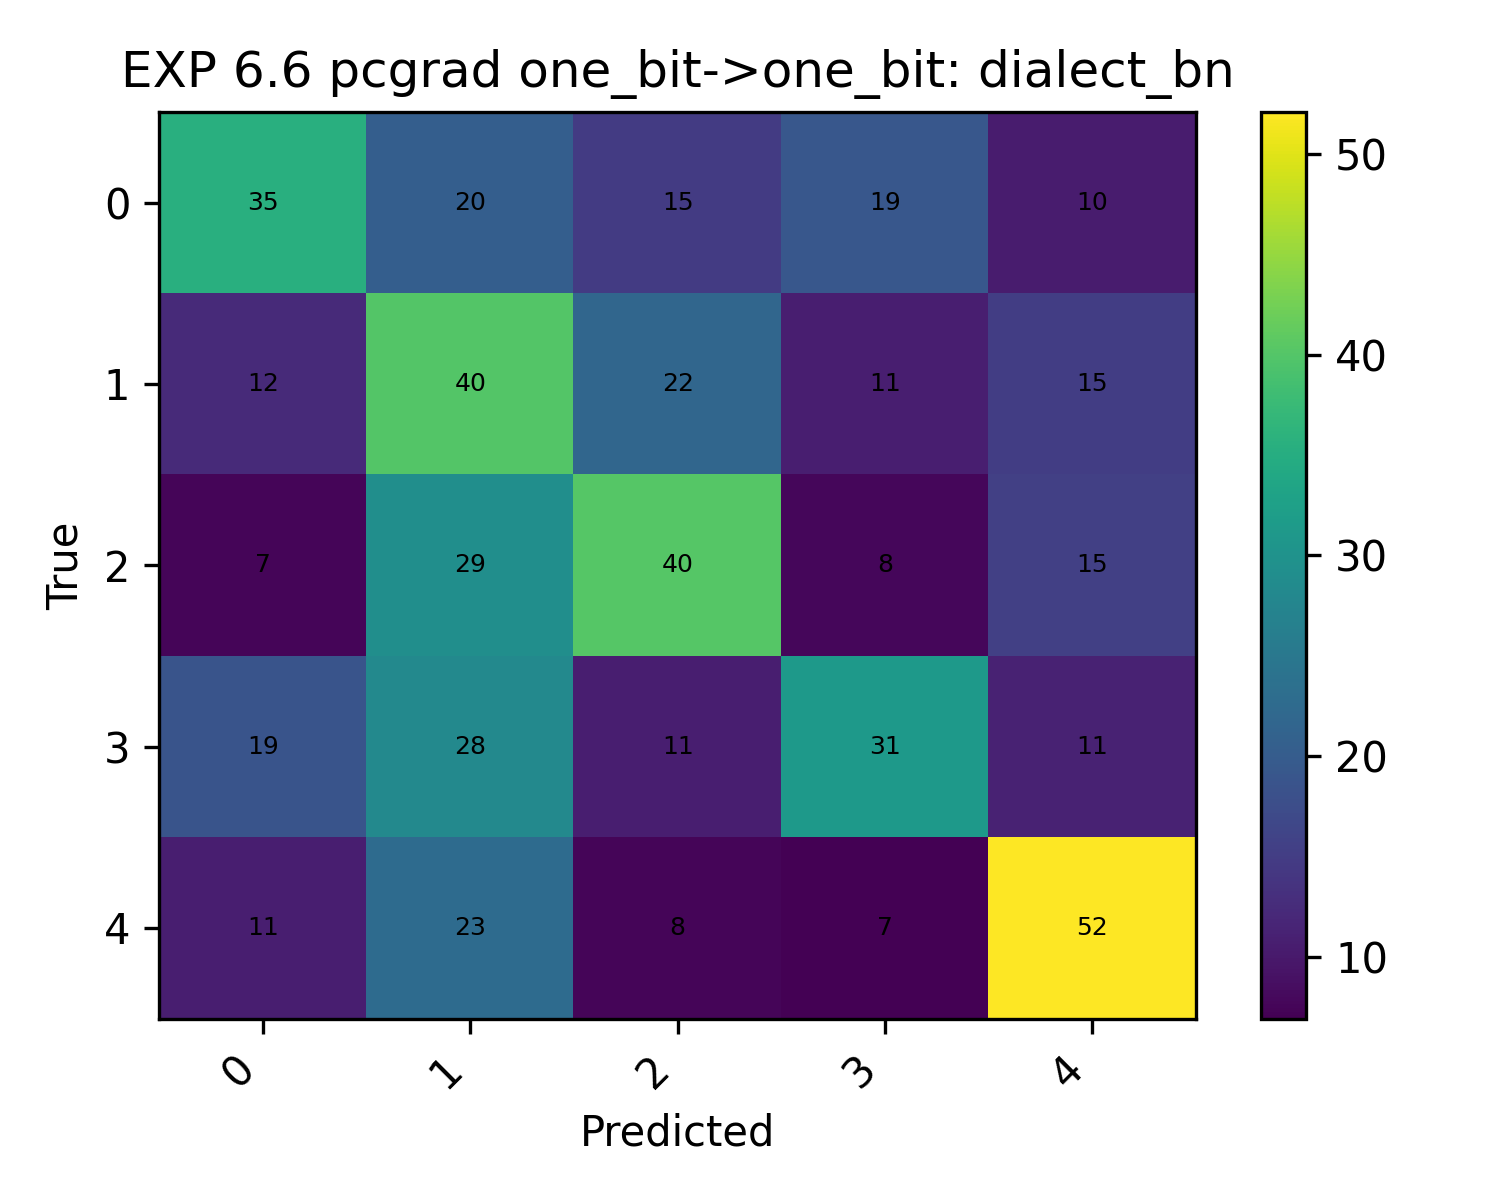 EXP 6.6 pcgrad one_bit->one_bit: dialect_bn
50
0 35 20 15 19 10
40
1 12 40 22 11 15
True
2 7 29 40 8 15
30
3 19 28 11 31 11
20
4 11 23 8 7 52
10
0 1 2 3 4
Predicted